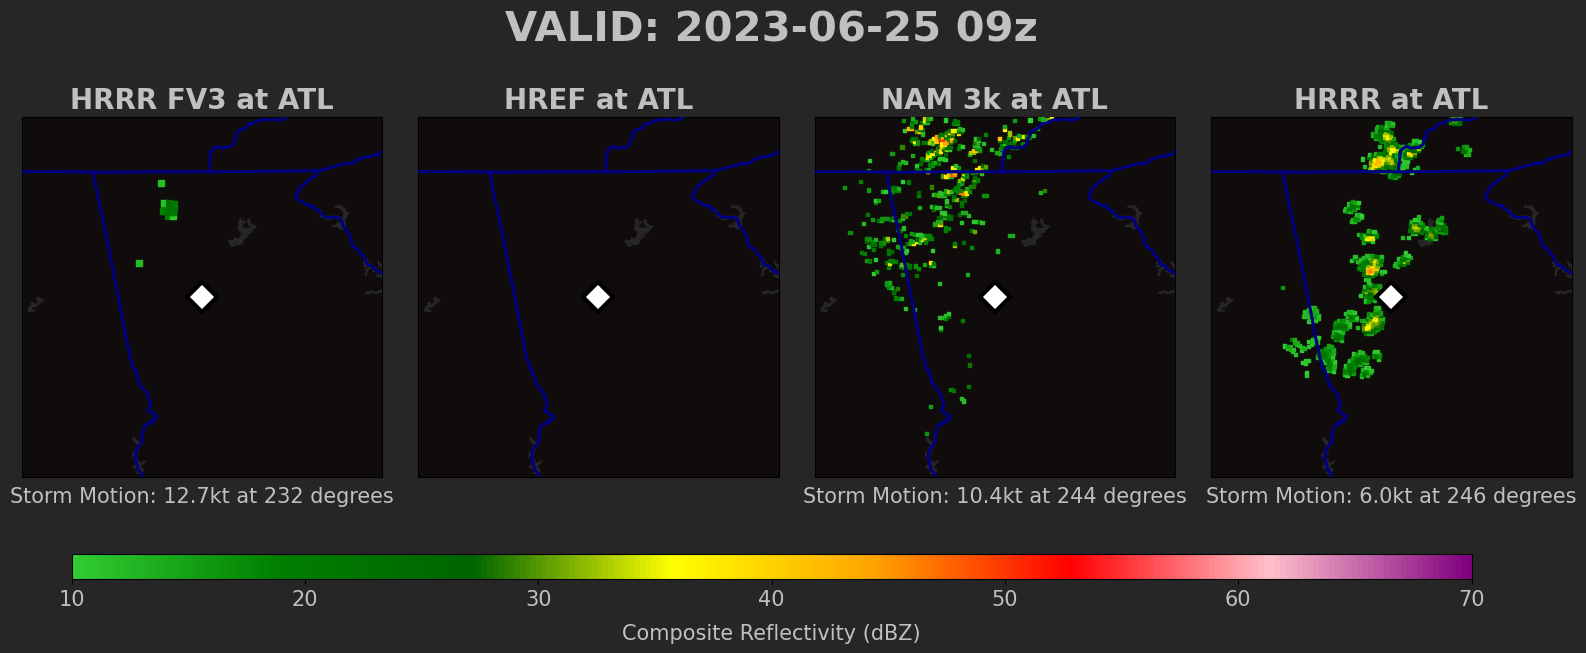 VALID: 2023-06-25 09z
HRRR FV3 at ATL
HREF at ATL
NAM 3k at ATL
HRRR at ATL
Storm Motion: 12.7kt at 232 degrees
Storm Motion: 10.4kt at 244 degrees
Storm Motion: 6.0kt at 246 degrees
10 20 30 40 50 60 70
Composite Reflectivity (dBZ)